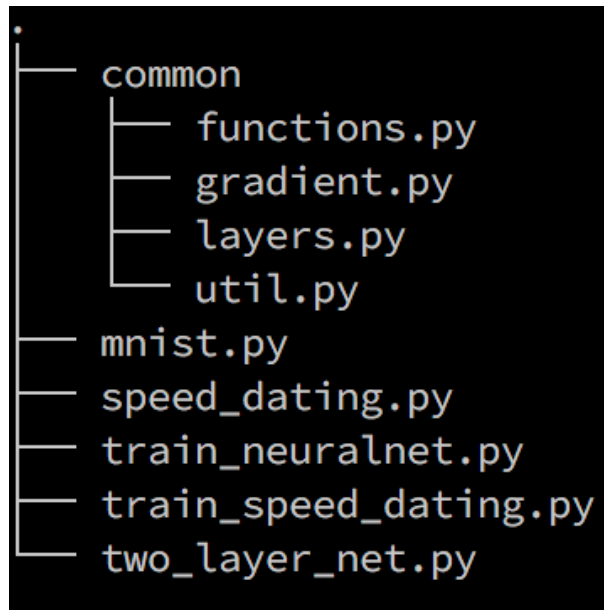 .
├── common
│   ├── functions.py
│   ├── gradient.py
│   ├── layers.py
│   └── util.py
├── mnist.py
├── speed_dating.py
├── train_neuralnet.py
├── train_speed_dating.py
└── two_layer_net.py